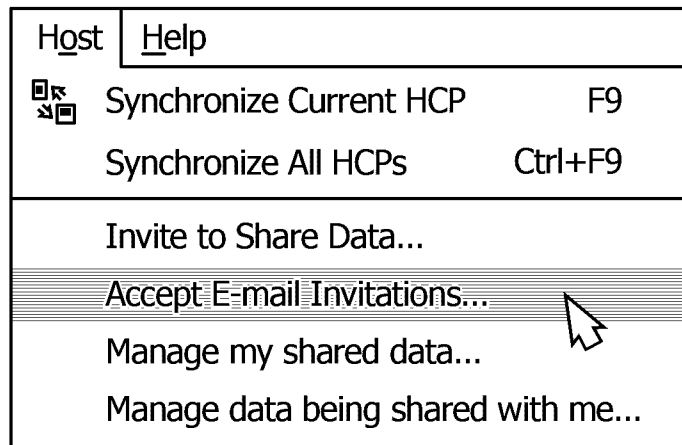 Host Help
Synchronize Current HCP F9
Synchronize All HCPs Ctrl+F9
Invite to Share Data...
Accept E-mail Invitations...
Manage my shared data...
Manage data being shared with me...